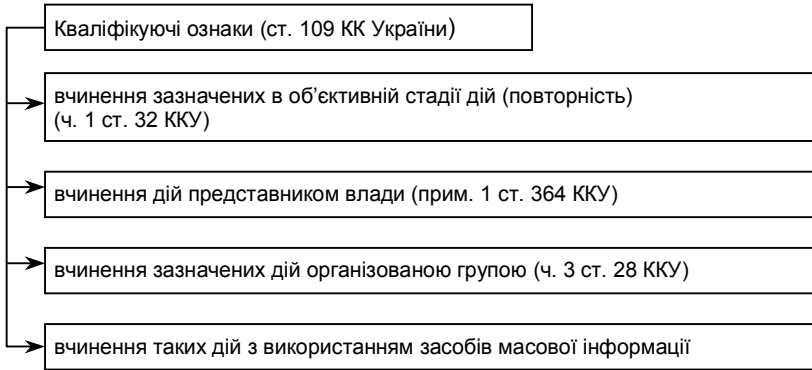 Кваліфікуючі ознаки (ст. 109 КК України)
вчинення зазначених в об’єктивній стадії дій (повторність)
(ч. 1 ст. 32 ККУ)
вчинення дій представником влади (прим. 1 ст. 364 ККУ)
вчинення зазначених дій організованою групою (ч. 3 ст. 28 ККУ)
вчинення таких дій з використанням засобів масової інформації